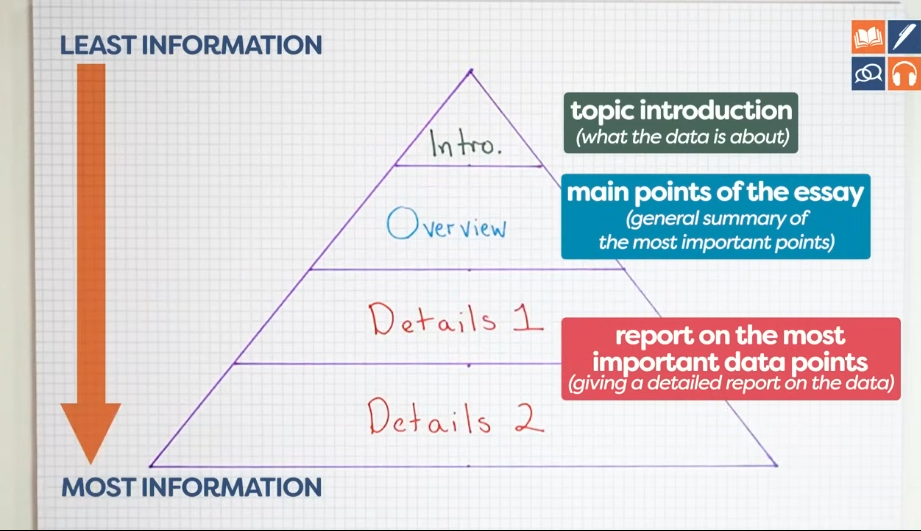 LEAST INFORMATION
Intro.
topic introduction
(what the data is about)
Overview
main points of the essay
(general summary of
the most important points)
Details 1
report on the most
important data points
(giving a detailed report on the data)
Details 2
MOST INFORMATION